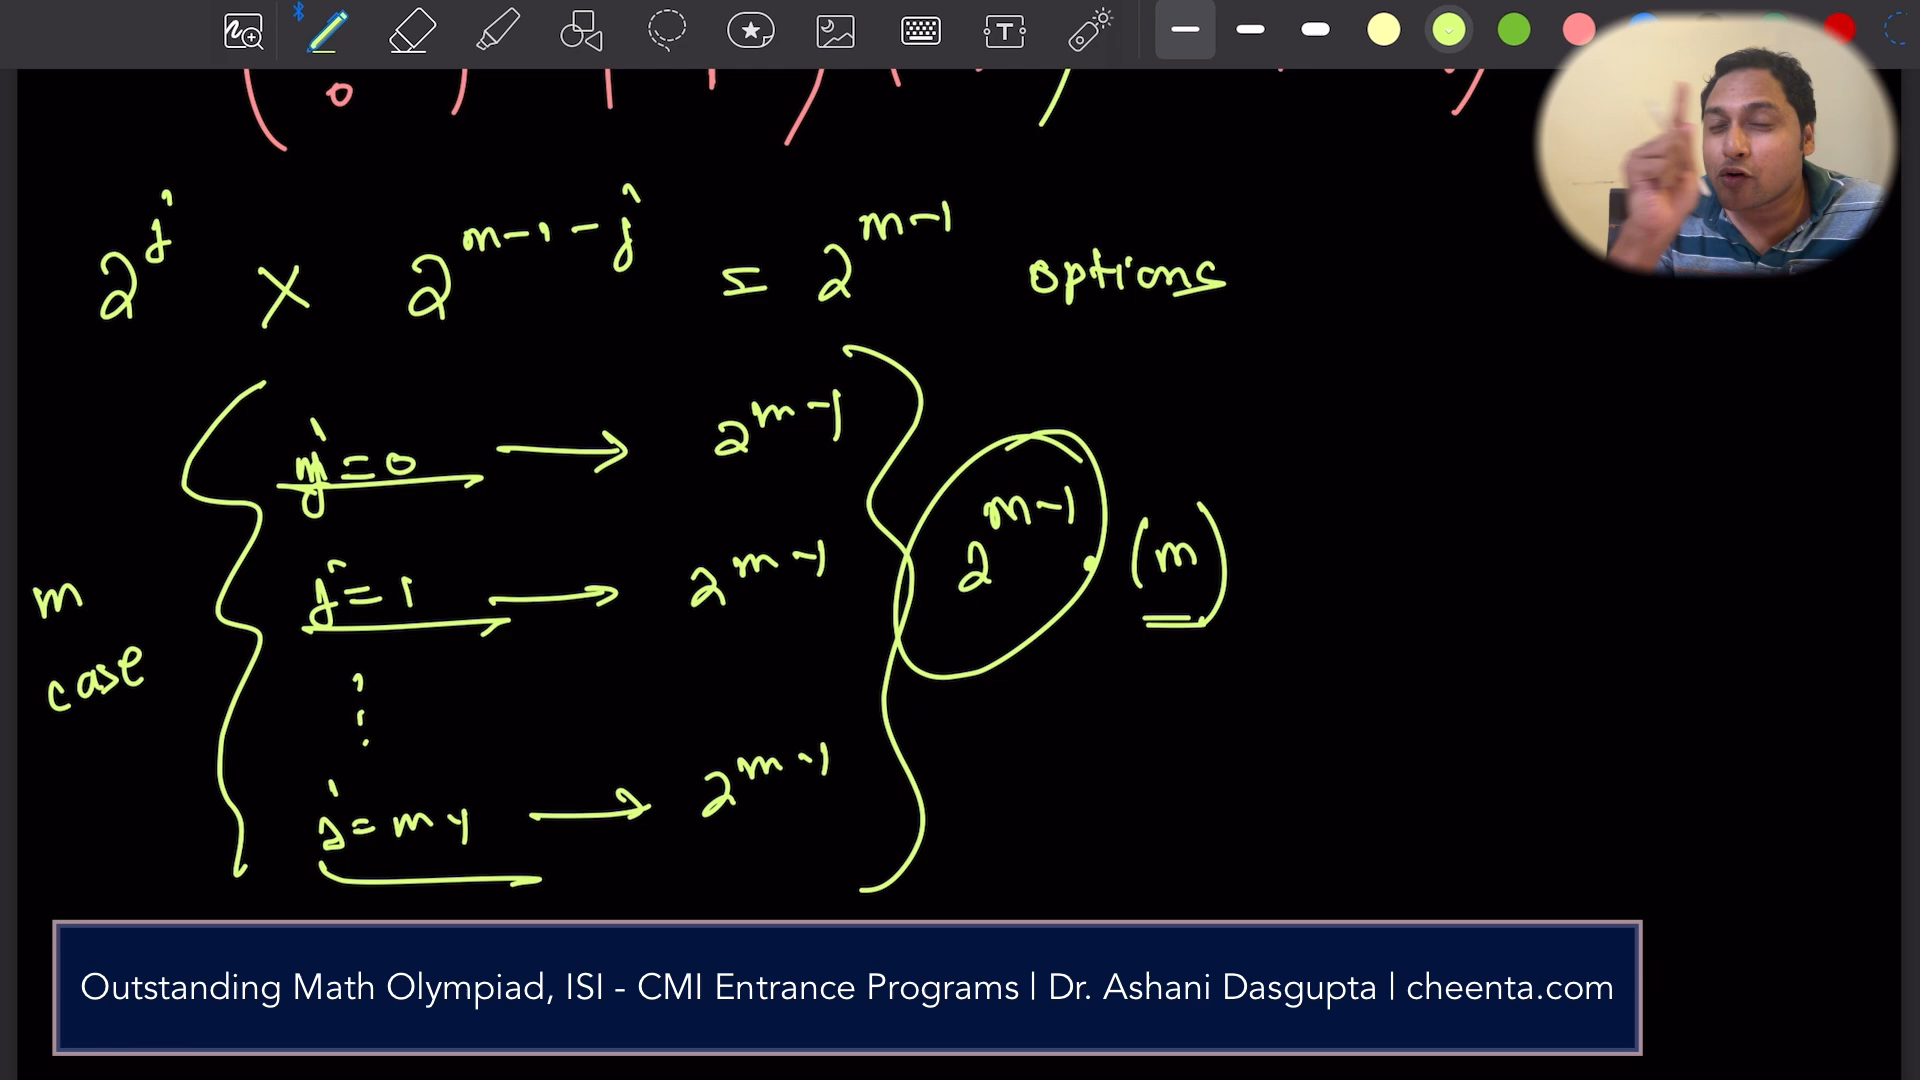 0
2^j × 2^{m-1-j} = 2^{m-1} options
j=0 → 2^{m-1}
2^{m-1} · (m)
m case
j=1 → 2^{m-1}
⋮
j=m-1 → 2^{m-1}
Outstanding Math Olympiad, ISI - CMI Entrance Programs | Dr. Ashani Dasgupta | cheenta.com